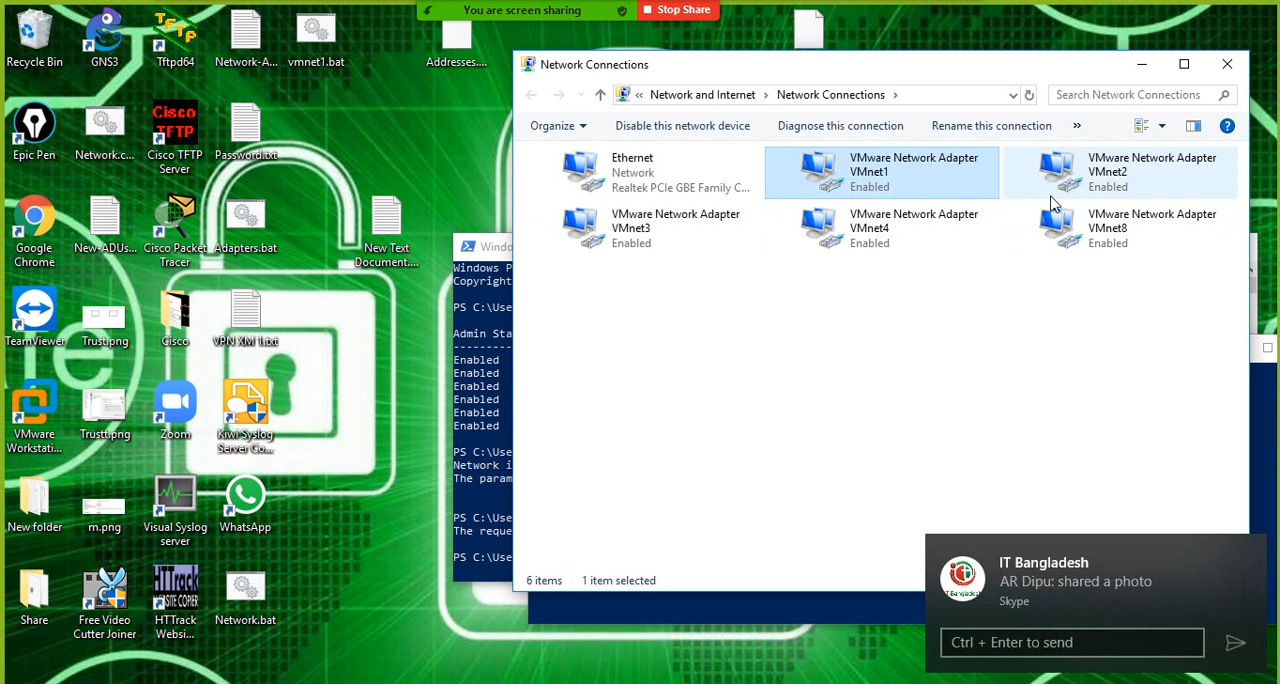 You are screen sharing
Stop Share
Recycle Bin
GNS3
Tftpd64
Network-A...
vmnet1.bat
Addresses....
Epic Pen
Network.c...
Cisco
TFTP
Cisco TFTP
Server
Password.txt
Google
Chrome
New-ADUs...
Cisco Packet
Tracer
Adapters.bat
New Text
Document....
TeamViewer
Trust.png
Cisco
VPN XM 1.txt
VMware
Workstati...
Trustt.png
Zoom
Kiwi Syslog
Server Co...
New folder
m.png
Visual Syslog
server
WhatsApp
Share
Free Video
Cutter Joiner
HTTrack
WEBSITE COPIER
HTTrack
Websi...
Network.bat
Network Connections
« Network and Internet › Network Connections ›
Search Network Connections
Organize
Disable this network device
Diagnose this connection
Rename this connection
»
Ethernet
Network
Realtek PCIe GBE Family C...
VMware Network Adapter
VMnet1
Enabled
VMware Network Adapter
VMnet2
Enabled
VMware Network Adapter
VMnet3
Enabled
VMware Network Adapter
VMnet4
Enabled
VMware Network Adapter
VMnet8
Enabled
6 items
1 item selected
Windo
Windows P
Copyright
PS C:\Use
Admin Sta
---------
Enabled
Enabled
Enabled
Enabled
Enabled
Enabled
PS C:\Use
Network i
The param
PS C:\Use
The reque
PS C:\Use
IT Bangladesh
AR Dipu: shared a photo
Skype
Ctrl + Enter to send